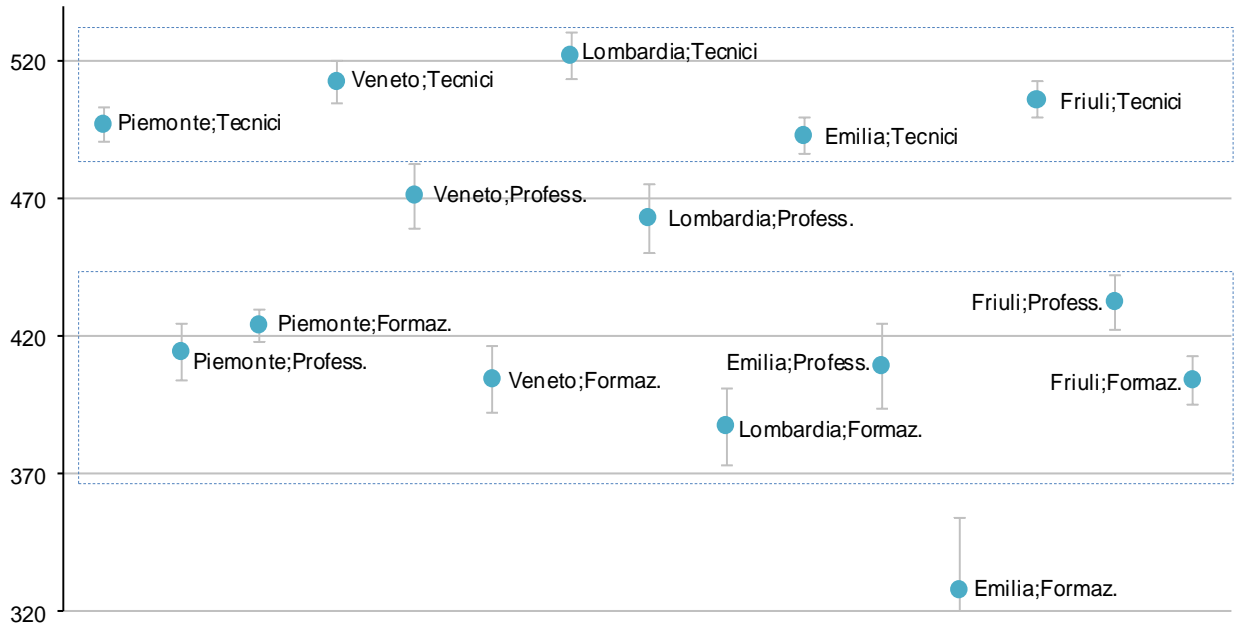 520
470
420
370
320
Lombardia;Tecnici
Veneto;Tecnici
Friuli;Tecnici
Piemonte;Tecnici
Emilia;Tecnici
Veneto;Profess.
Lombardia;Profess.
Friuli;Profess.
Piemonte;Formaz.
Piemonte;Profess.
Emilia;Profess.
Veneto;Formaz.
Friuli;Formaz.
Lombardia;Formaz.
Emilia;Formaz.